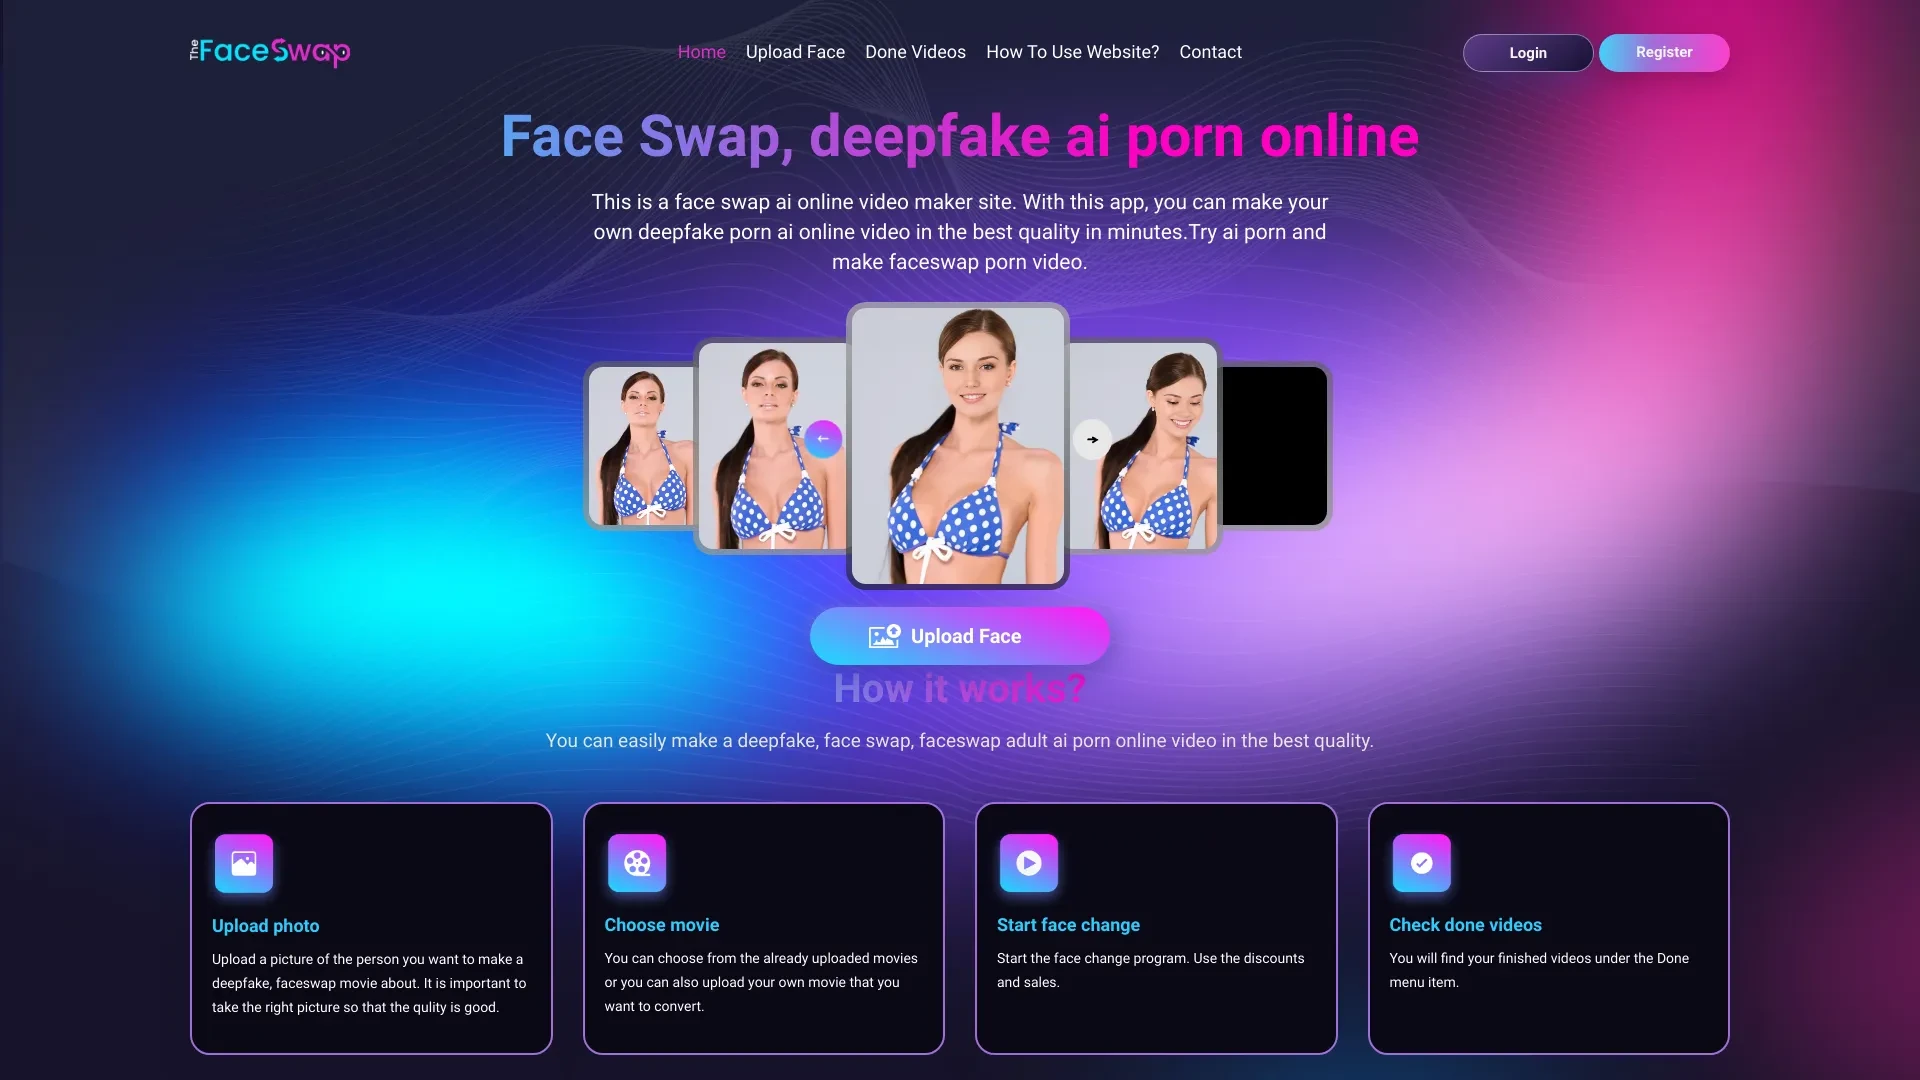 The FaceSwap
Home Upload Face Done Videos How To Use Website? Contact
Login Register
Face Swap, deepfake ai porn online
This is a face swap ai online video maker site. With this app, you can make your
own deepfake porn ai online video in the best quality in minutes.Try ai porn and
make faceswap porn video.
Upload Face
How it works?
You can easily make a deepfake, face swap, faceswap adult ai porn online video in the best quality.
Upload photo
Upload a picture of the person you want to make a
deepfake, faceswap movie about. It is important to
take the right picture so that the qulity is good.
Choose movie
You can choose from the already uploaded movies
or you can also upload your own movie that you
want to convert.
Start face change
Start the face change program. Use the discounts
and sales.
Check done videos
You will find your finished videos under the Done
menu item.